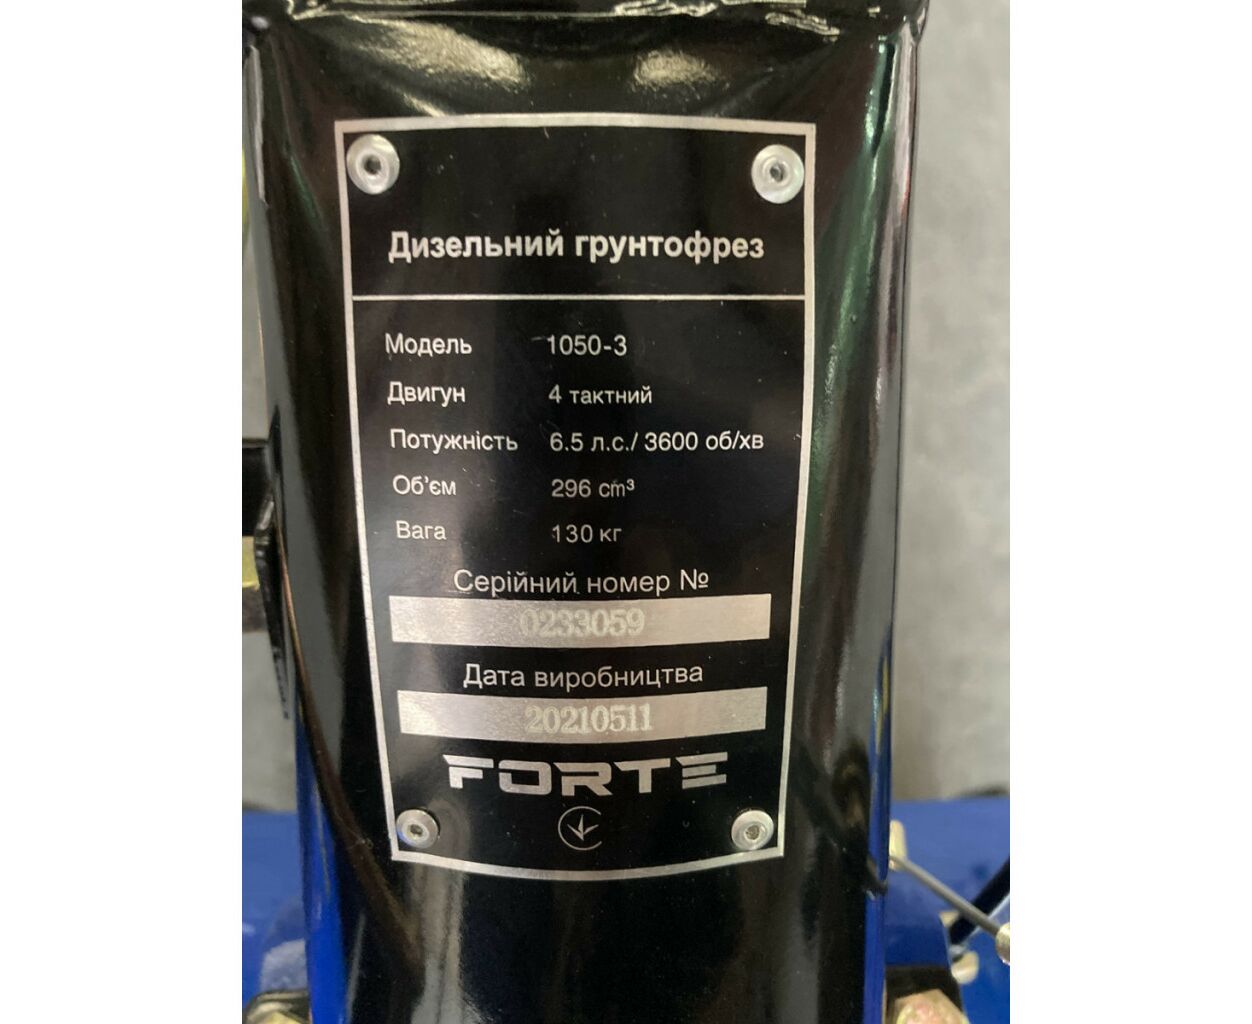 Дизельний грунтофрез
Модель 1050-3
Двигун 4 тактний
Потужність 6.5 л.с./ 3600 об/хв
Об'єм 296 cm³
Вага 130 кг
Серійний номер №
0233059
Дата виробництва
20210511
FORTE